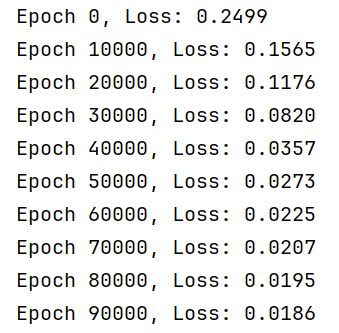 Epoch 0, Loss: 0.2499
Epoch 10000, Loss: 0.1565
Epoch 20000, Loss: 0.1176
Epoch 30000, Loss: 0.0820
Epoch 40000, Loss: 0.0357
Epoch 50000, Loss: 0.0273
Epoch 60000, Loss: 0.0225
Epoch 70000, Loss: 0.0207
Epoch 80000, Loss: 0.0195
Epoch 90000, Loss: 0.0186